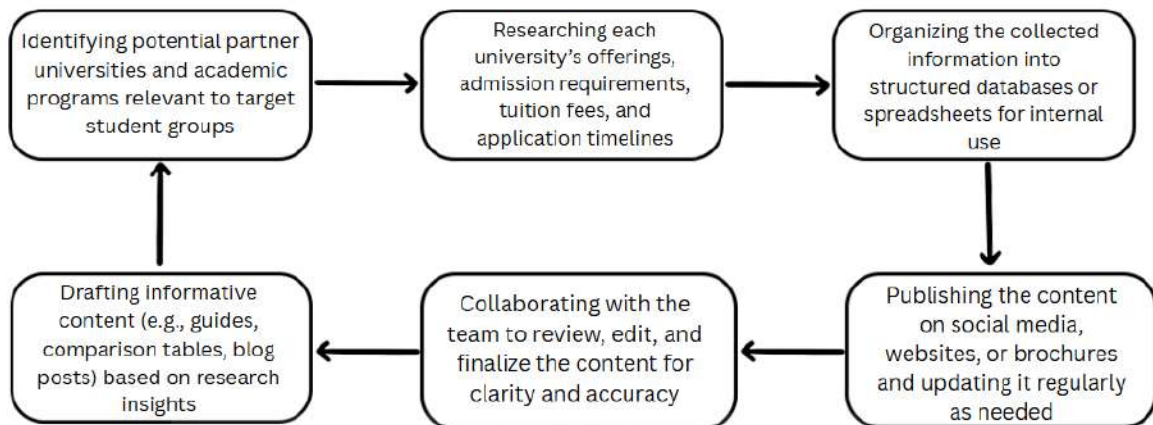 Identifying potential partner
universities and academic
programs relevant to target
student groups
Researching each
university's offerings,
admission requirements,
tuition fees, and
application timelines
Organizing the collected
information into
structured databases or
spreadsheets for internal
use
Publishing the content
on social media,
websites, or brochures
and updating it regularly
as needed
Collaborating with the
team to review, edit, and
finalize the content for
clarity and accuracy
Drafting informative
content (e.g., guides,
comparison tables, blog
posts) based on research
insights